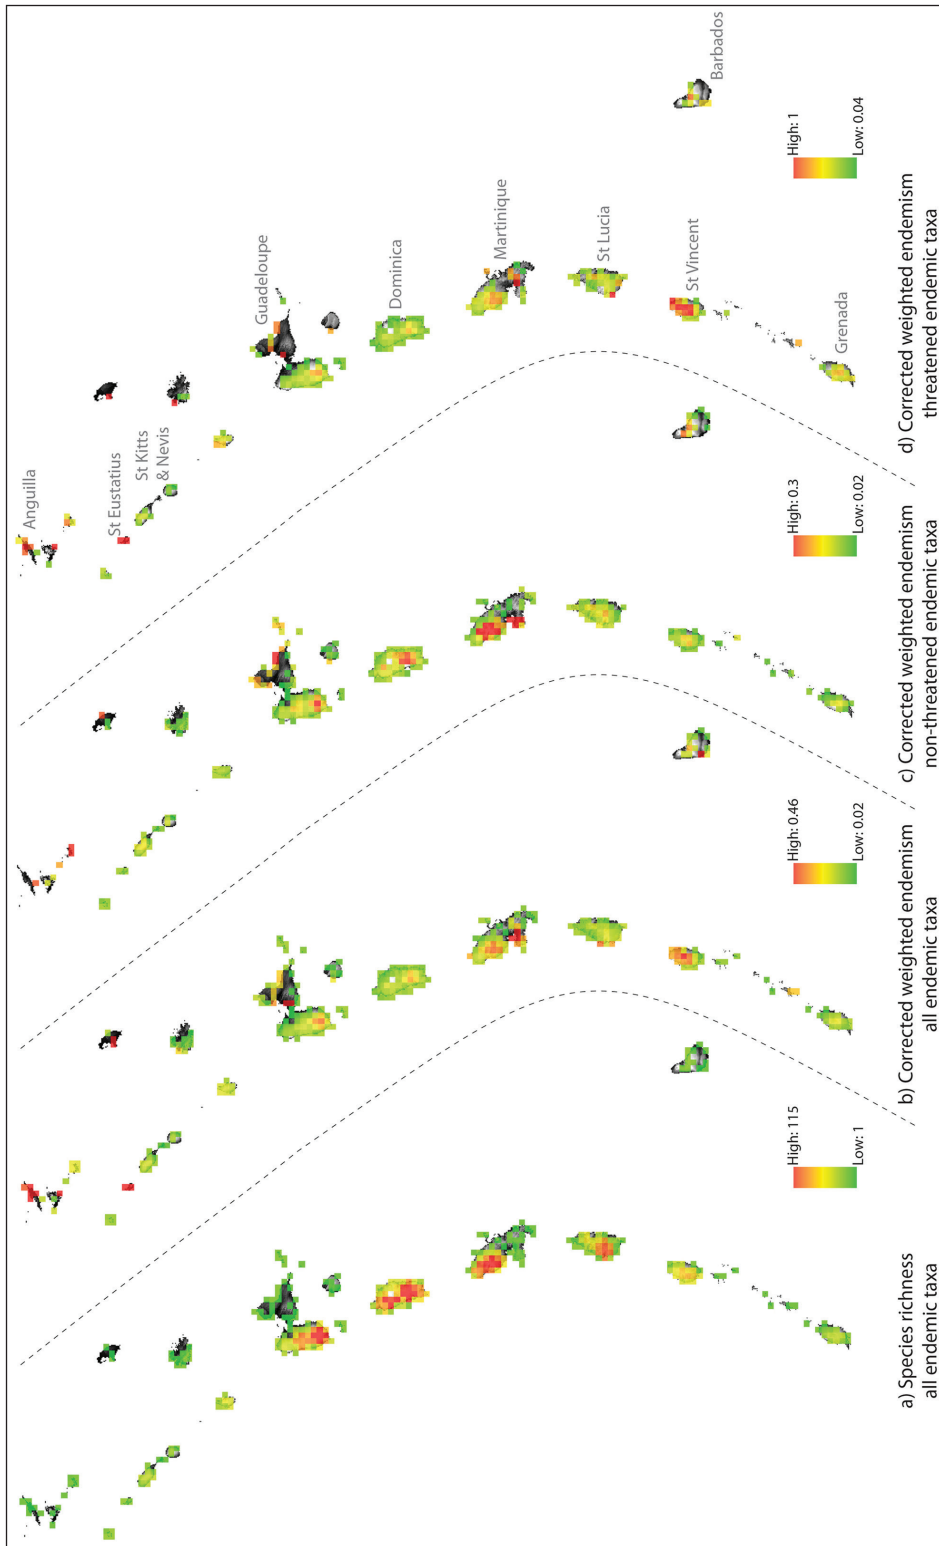 High: 115
Low: 1
a) Species richness
all endemic taxa
High: 0.46
Low: 0.02
b) Corrected weighted endemism
all endemic taxa
High: 0.3
Low: 0.02
c) Corrected weighted endemism
non-threatened endemic taxa
Anguilla
St Eustatius
St Kitts
& Nevis
Guadeloupe
Dominica
Martinique
St Lucia
St Vincent
Barbados
Grenada
High: 1
Low: 0.04
d) Corrected weighted endemism
threatened endemic taxa